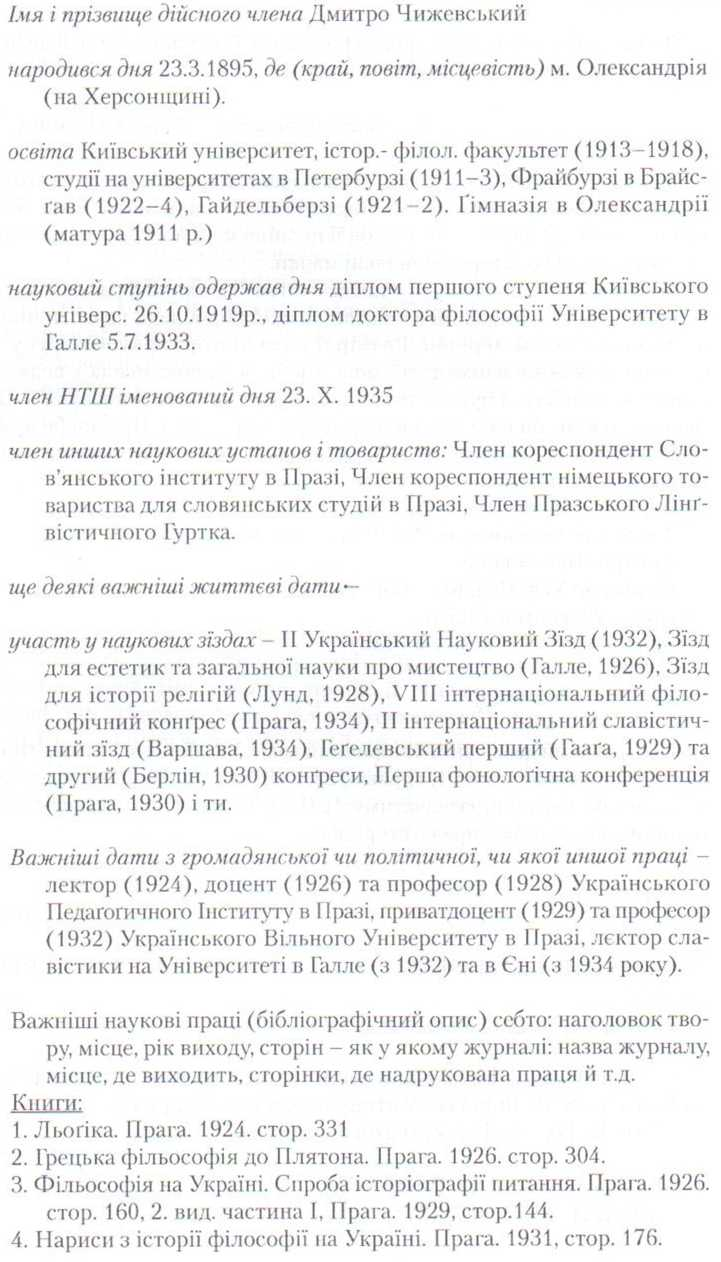 Імя і прізвище дійсного члена Дмитро Чижевський
народився дня 23.3.1895, де (край, повіт, місцевість) м. Олександрія
(на Херсонщині).
освіта Київський університет, істор.- філол. факультет (1913–1918),
студії на університетах в Петербурзі (1911–3), Фрайбурзі в Брайс-
ґав (1922–4), Гайдельберзі (1921–2). Ґімназія в Олександрії
(матура 1911 р.)
науковий ступінь одержав дня діплом першого ступеня Київського
універс. 26.10.1919р., діплом доктора філософії Університету в
Галле 5.7.1933.
член НТШ іменований дня 23. X. 1935
член инших наукових установ і товариств: Член кореспондент Сло-
в’янського інституту в Празі, Член кореспондент німецького то-
вариства для словянських студій в Празі, Член Празського Лінґ-
вістичного Гуртка.
ще деякі важніші життєві дати –
участь у наукових зїздах – II Український Науковий Зїзд (1932), Зїзд
для естетик та загальної науки про мистецтво (Галле, 1926), Зїзд
для історії релігій (Лунд, 1928), VIII інтернаціональний філо-
софічний конґрес (Прага, 1934), II інтернаціональний славістич-
ний зїзд (Варшава, 1934), Геґелевський перший (Гааґа, 1929) та
другий (Берлін, 1930) конґреси, Перша фонолоґічна конференція
(Прага, 1930) і ти.
Важніші дати з громадянської чи політичної, чи якої иншої праці –
лектор (1924), доцент (1926) та професор (1928) Українського
Педаґоґичного Інституту в Празі, приватдоцент (1929) та професор
(1932) Українського Вільного Університету в Празі, лєктор сла-
вістики на Університеті в Галле (з 1932) та в Єні (з 1934 року).
Важніші наукові праці (бібліоґрафічний опис) себто: наголовок тво-
ру, місце, рік виходу, сторін – як у якому журналі: назва журналу,
місце, де виходить, сторінки, де надрукована праця й т.д.
Книги:
1. Льоґіка. Прага. 1924. стор. 331
2. Грецька фільософія до Плятона. Прага. 1926. стор. 304.
3. Фільософія на Україні. Спроба історіоґрафії питання. Прага. 1926.
стор. 160, 2. вид. частина I, Прага. 1929, стор.144.
4. Нариси з історії філософії на Україні. Прага. 1931, стор. 176.